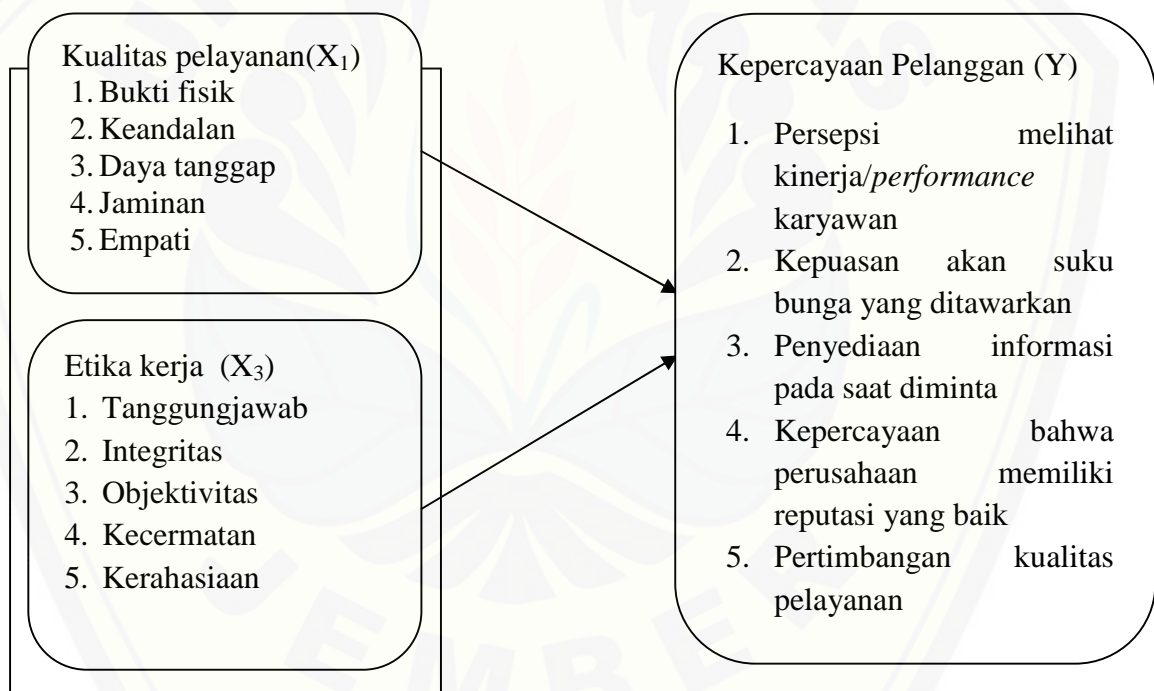 Kualitas pelayanan(X₁)
1. Bukti fisik
2. Keandalan
3. Daya tanggap
4. Jaminan
5. Empati
Etika kerja (X₃)
1. Tanggungjawab
2. Integritas
3. Objektivitas
4. Kecermatan
5. Kerahasiaan
Kepercayaan Pelanggan (Y)
1. Persepsi melihat
kinerja/performance
karyawan
2. Kepuasan akan suku
bunga yang ditawarkan
3. Penyediaan informasi
pada saat diminta
4. Kepercayaan bahwa
perusahaan memiliki
reputasi yang baik
5. Pertimbangan kualitas
pelayanan